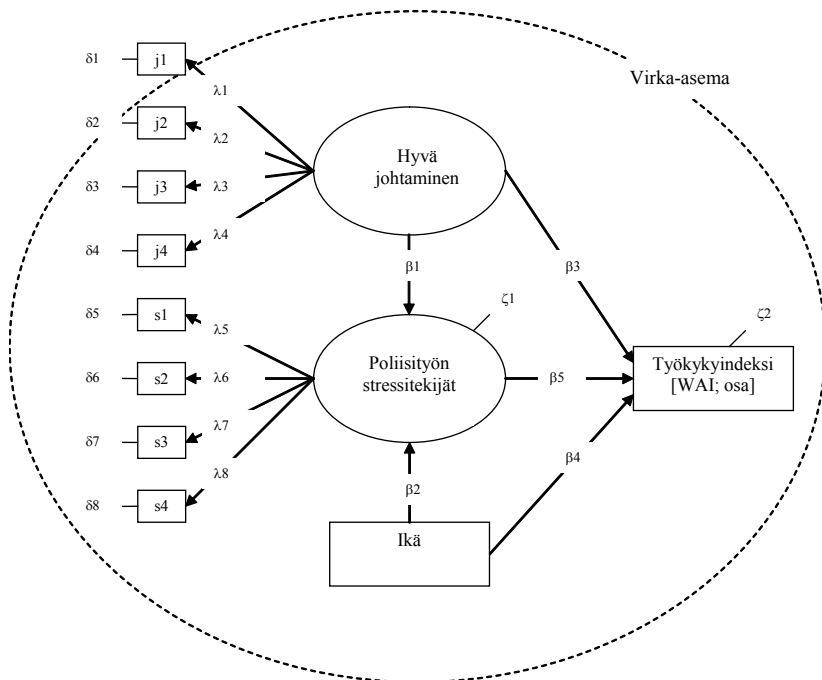 δ1
j1
λ1
Virka-asema
δ2
j2
λ2
Hyvä
johtaminen
δ3
j3
λ3
δ4
j4
λ4
β1
β3
δ5
s1
λ5
ζ1
ζ2
δ6
s2
λ6
Poliisityön
stressitekijät
β5
Työkykyindeksi
[WAI; osa]
δ7
s3
λ7
δ8
s4
λ8
β2
β4
Ikä